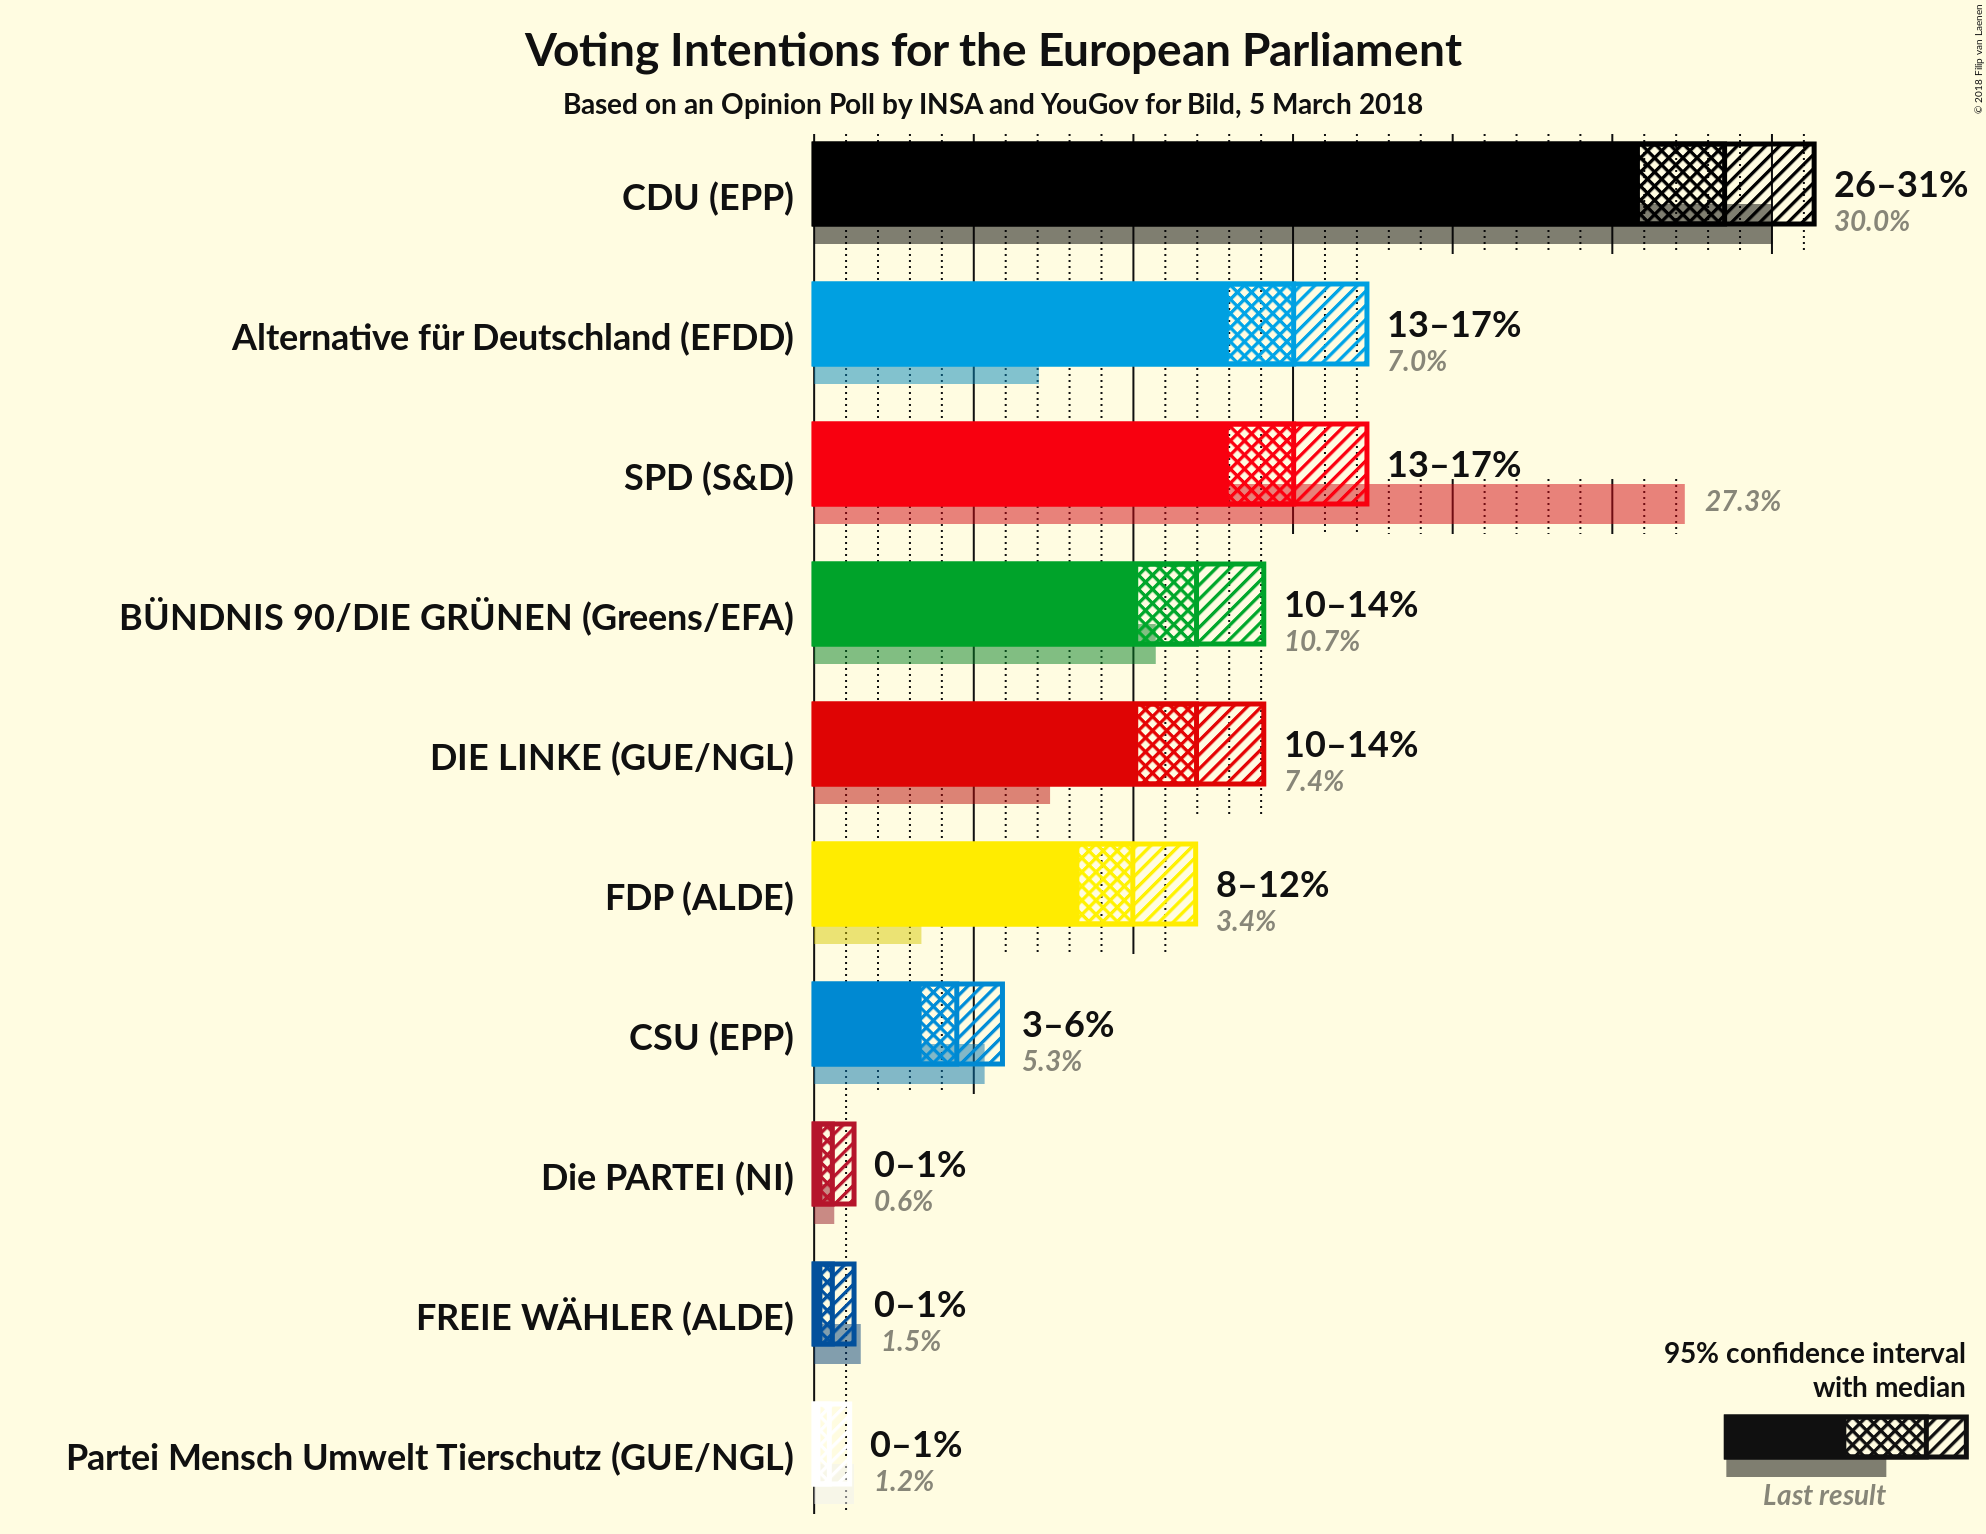 Voting Intentions for the European Parliament
Based on an Opinion Poll by INSA and YouGov for Bild, 5 March 2018
© 2018 Filip van Laenen
CDU (EPP)
26–31%
30.0%
Alternative für Deutschland (EFDD)
13–17%
7.0%
SPD (S&D)
13–17%
27.3%
BÜNDNIS 90/DIE GRÜNEN (Greens/EFA)
10–14%
10.7%
DIE LINKE (GUE/NGL)
10–14%
7.4%
FDP (ALDE)
8–12%
3.4%
CSU (EPP)
3–6%
5.3%
Die PARTEI (NI)
0–1%
0.6%
FREIE WÄHLER (ALDE)
0–1%
1.5%
Partei Mensch Umwelt Tierschutz (GUE/NGL)
0–1%
1.2%
95% confidence interval
with median
Last result